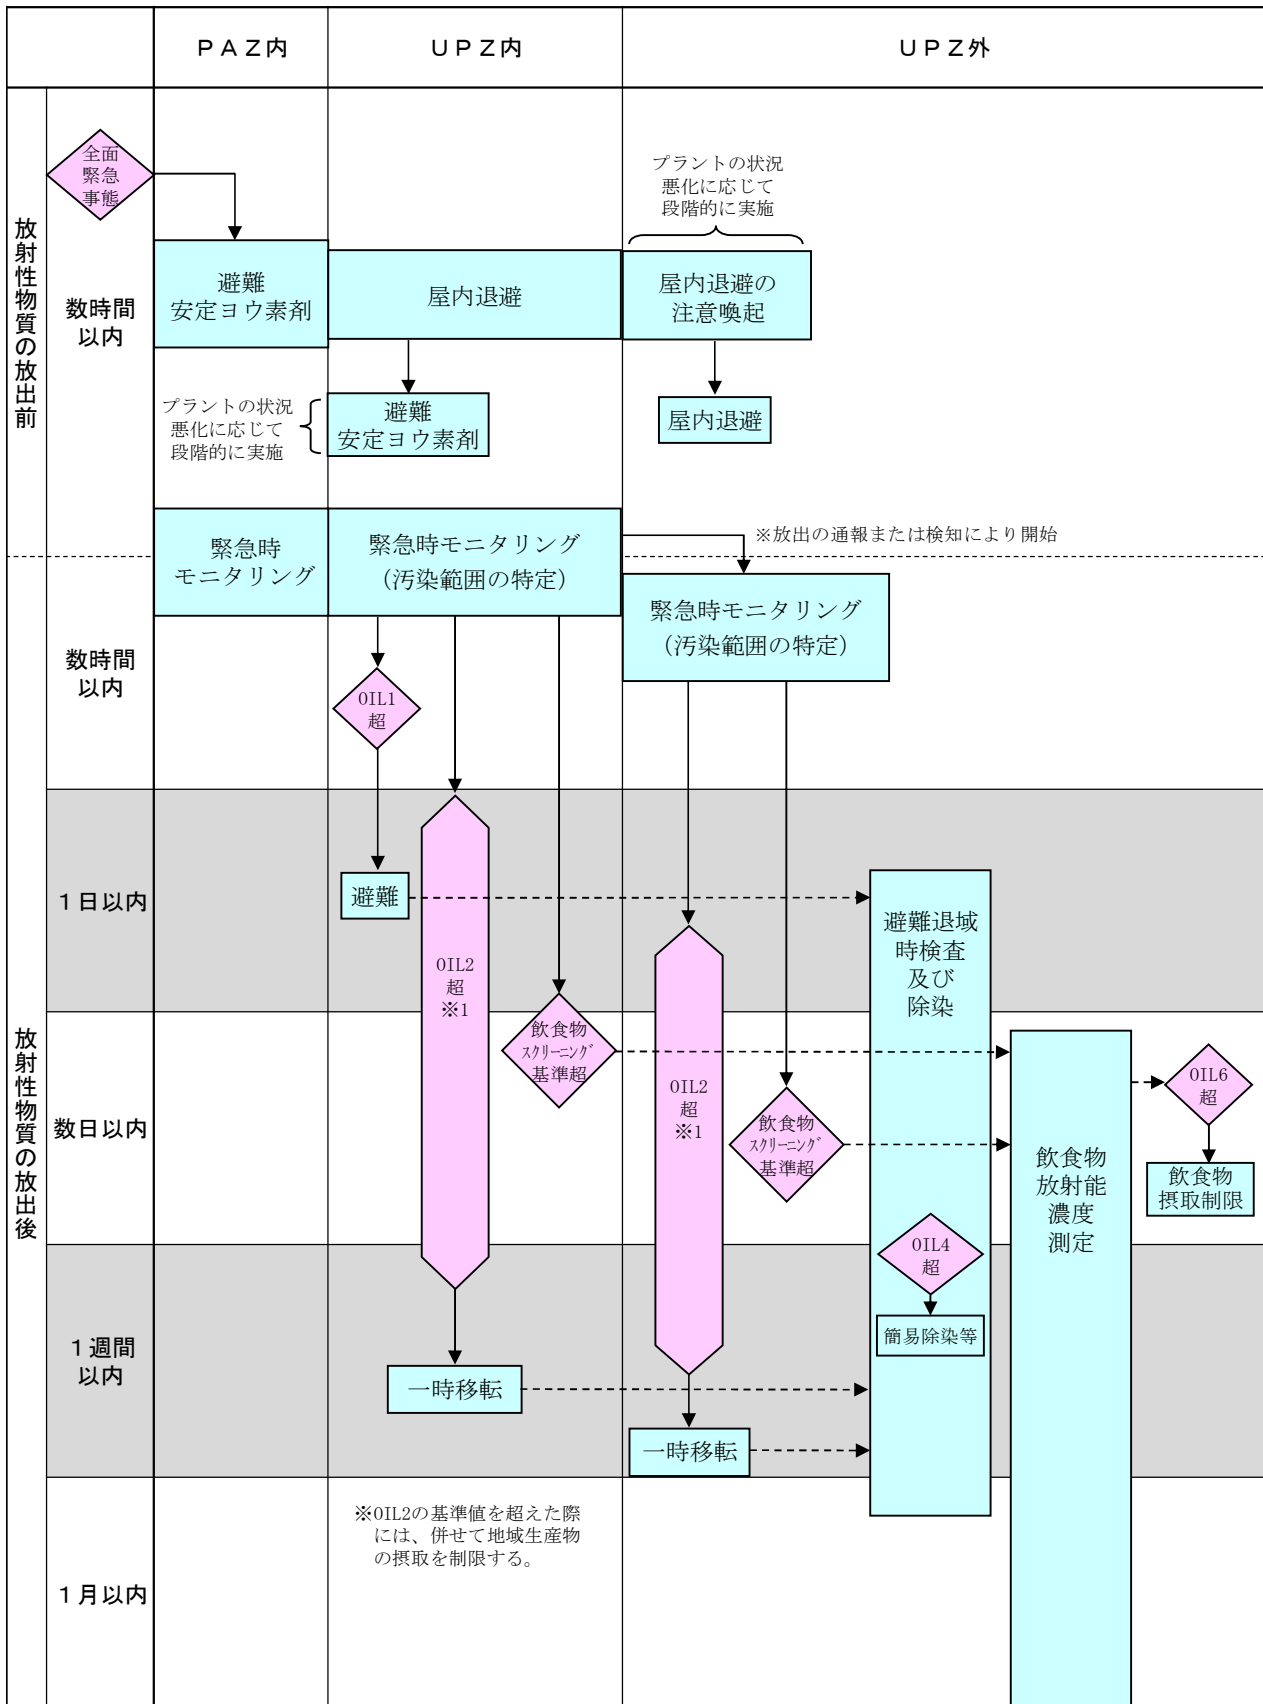 ＰＡＺ内
ＵＰＺ内
ＵＰＺ外
放射性物質の放出前
数時間
以内
全面
緊急
事態
プラントの状況
悪化に応じて
段階的に実施
避難
安定ヨウ素剤
屋内退避
屋内退避の
注意喚起
プラントの状況
悪化に応じて
段階的に実施
避難
安定ヨウ素剤
屋内退避
緊急時
モニタリング
緊急時モニタリング
（汚染範囲の特定）
※放出の通報または検知により開始
緊急時モニタリング
（汚染範囲の特定）
放射性物質の放出後
数時間
以内
OIL1
超
１日以内
避難
OIL2
超
※1
避難退域
時検査
及び
除染
数日以内
飲食物
ｽｸﾘｰﾆﾝｸﾞ
基準超
OIL2
超
※1
飲食物
ｽｸﾘｰﾆﾝｸﾞ
基準超
飲食物
放射能
濃度
測定
OIL6
超
飲食物
摂取制限
OIL4
超
１週間
以内
簡易除染等
一時移転
一時移転
１月以内
※OIL2の基準値を超えた際
には、併せて地域生産物
の摂取を制限する。